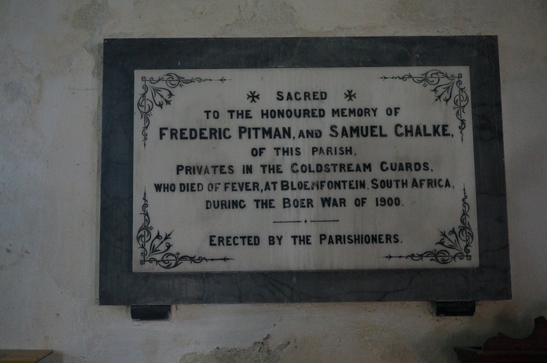 SACRED
TO THE HONOURED MEMORY OF
FREDERIC PITMAN, AND SAMUEL CHALKE,
OF THIS PARISH,
PRIVATES IN THE COLDSTREAM GUARDS,
WHO DIED OF FEVER, AT BLOEMFONTEIN, SOUTH AFRICA,
DURING THE BOER WAR OF 1900.
ERECTED BY THE PARISHIONERS.